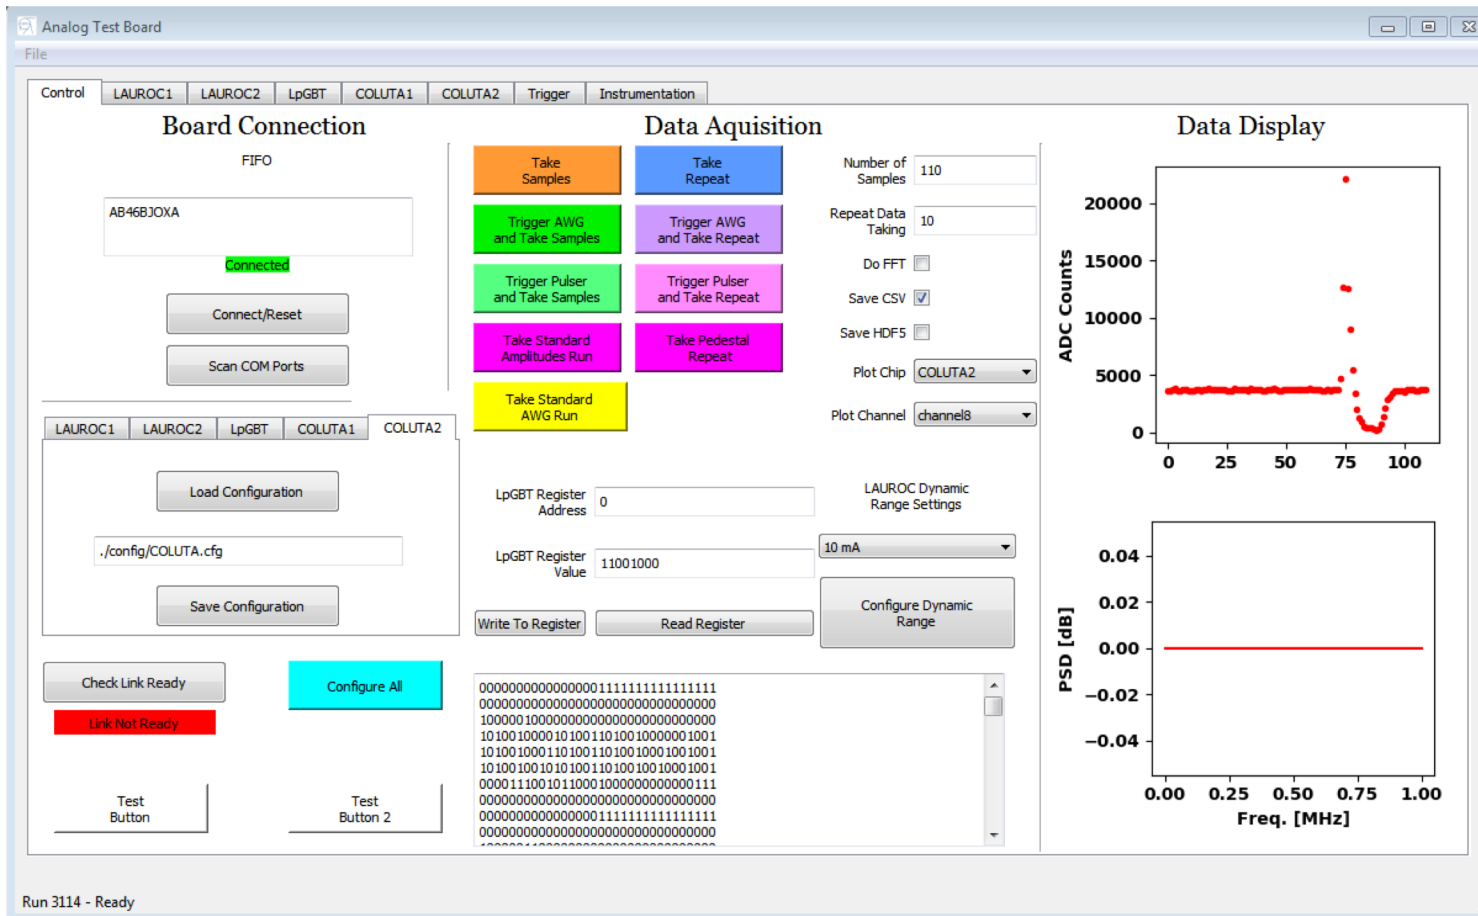 Analog Test Board
File
Control LAUROC1 LAUROC2 LpGBT COLUTA1 COLUTA2 Trigger Instrumentation
Board Connection
FIFO
AB46BJOXA
Connected
Connect/Reset
Scan COM Ports
LAUROC1 LAUROC2 LpGBT COLUTA1 COLUTA2
Load Configuration
./config/COLUTA.cfg
Save Configuration
Check Link Ready
Link Not Ready
Configure All
Test
Button
Test
Button 2
Data Aquisition
Take
Samples
Take
Repeat
Trigger AWG
and Take Samples
Trigger AWG
and Take Repeat
Trigger Pulser
and Take Samples
Trigger Pulser
and Take Repeat
Take Standard
Amplitudes Run
Take Pedestal
Repeat
Take Standard
AWG Run
Number of
Samples
110
Repeat Data
Taking
10
Do FFT
Save CSV
Save HDF5
Plot Chip COLUTA2
Plot Channel channel8
LpGBT Register
Address
0
LpGBT Register
Value
11001000
Write To Register Read Register
LAUROC Dynamic
Range Settings
10 mA
Configure Dynamic
Range
00000000000000001111111111111111
00000000000000000000000000000000
10000010000000000000000000000000
10100100001010011010010000001001
10100100011010011010010001001001
10100100101010011010010010001001
00001110010110001000000000000111
00000000000000000000000000000000
00000000000000001111111111111111
00000000000000000000000000000000
Data Display
ADC Counts
20000
15000
10000
5000
0
0 25 50 75 100
PSD [dB]
0.04
0.02
0.00
−0.02
−0.04
0.00 0.25 0.50 0.75 1.00
Freq. [MHz]
Run 3114 - Ready